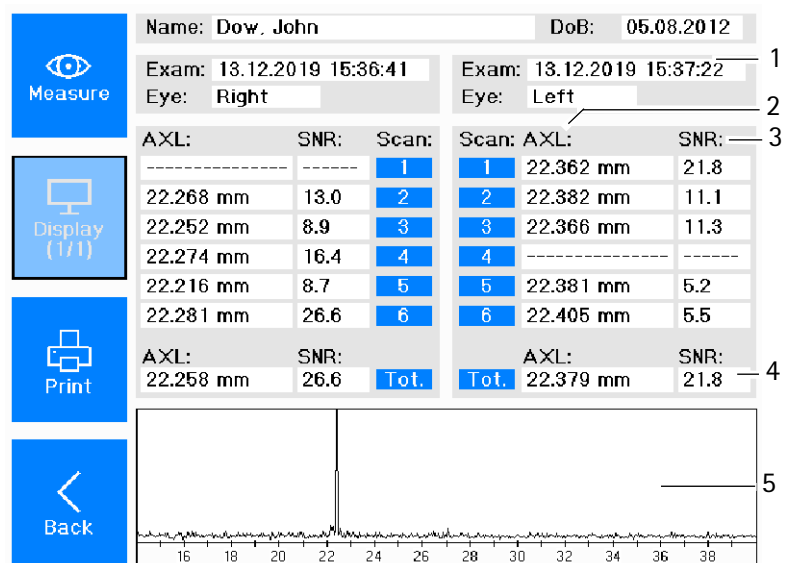 Name: Dow, John DoB: 05.08.2012
Exam: 13.12.2019 15:36:41 Exam: 13.12.2019 15:37:22 1
Eye: Right Eye: Left 2
AXL: SNR: Scan: Scan: AXL: SNR: 3
--------------- ------ 1 1 22.362 mm 21.8
22.268 mm 13.0 2 2 22.382 mm 11.1
22.252 mm 8.9 3 3 22.366 mm 11.3
22.274 mm 16.4 4 4 --------------- ------
22.216 mm 8.7 5 5 22.381 mm 5.2
22.281 mm 26.6 6 6 22.405 mm 5.5
AXL: SNR: AXL: SNR:
22.258 mm 26.6 Tot. Tot. 22.379 mm 21.8 4
5
16 18 20 22 24 26 28 30 32 34 36 38
Measure
Display
(1/1)
Print
Back